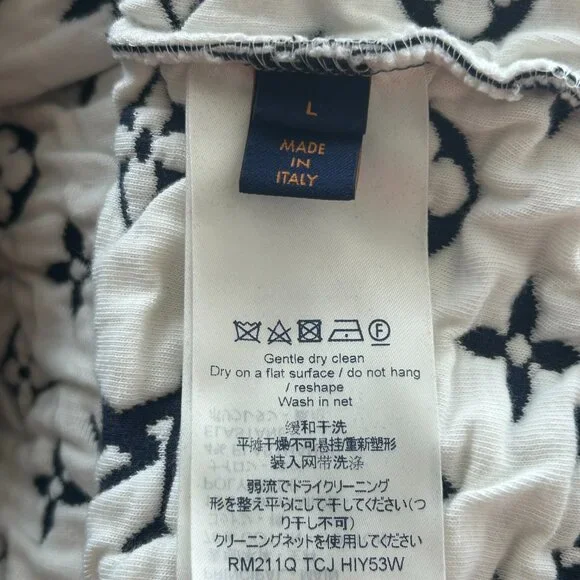 L
MADE
IN
ITALY
F
Gentle dry clean
Dry on a flat surface / do not hang
/ reshape
Wash in net
缓和干洗
平摊干燥/不可悬挂/重新塑形
装入网带洗涤
弱流でドライクリーニング
形を整え平らにして干してください(つ
り干し不可)
クリーニングネットを使用してください
RM211Q TCJ HIY53W